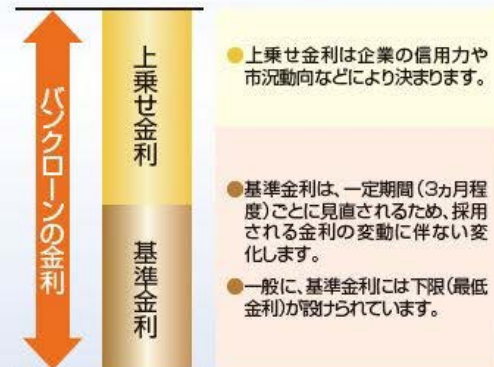 バンクローンの金利
上乗せ金利
基準金利
●上乗せ金利は企業の信用力や
市況動向などにより決まります。
●基準金利は、一定期間(3ヵ月程
度)ごとに見直されるため、採用
される金利の変動に伴ない変
化します。
●一般に、基準金利には下限(最低
金利)が設けられています。